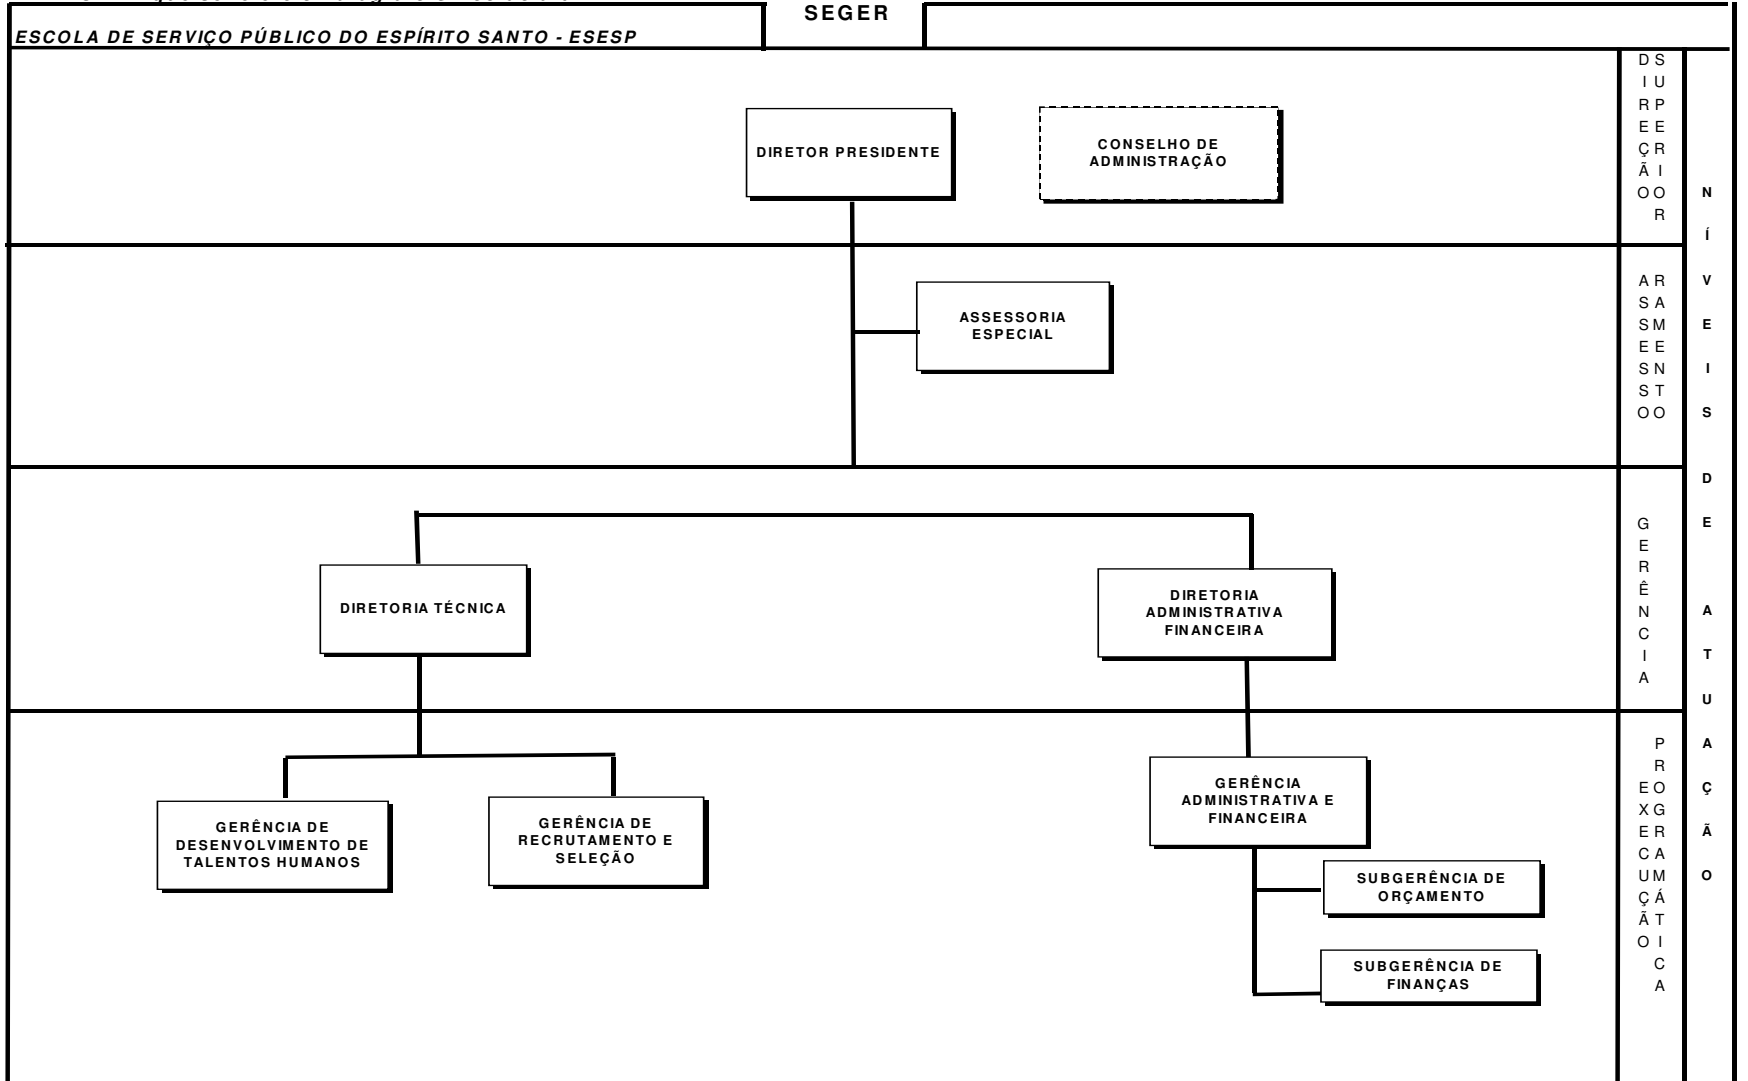 SEGER
ESCOLA DE SERVIÇO PÚBLICO DO ESPÍRITO SANTO - ESESP
DIRETOR PRESIDENTE
CONSELHO DE
ADMINISTRAÇÃO
DIREÇÃO
SUPERIOR
ASSESSORIA
ESPECIAL
ASSESSO
RAMENTO
DIRETORIA TÉCNICA
DIRETORIA
ADMINISTRATIVA
FINANCEIRA
GERÊNCIA
GERÊNCIA DE
DESENVOLVIMENTO DE
TALENTOS HUMANOS
GERÊNCIA DE
RECRUTAMENTO E
SELEÇÃO
GERÊNCIA
ADMINISTRATIVA E
FINANCEIRA
SUBGERÊNCIA DE
ORÇAMENTO
SUBGERÊNCIA DE
FINANÇAS
EXECUÇÃO
PROGRAMÁTICA
NÍVEIS DE ATUAÇÃO